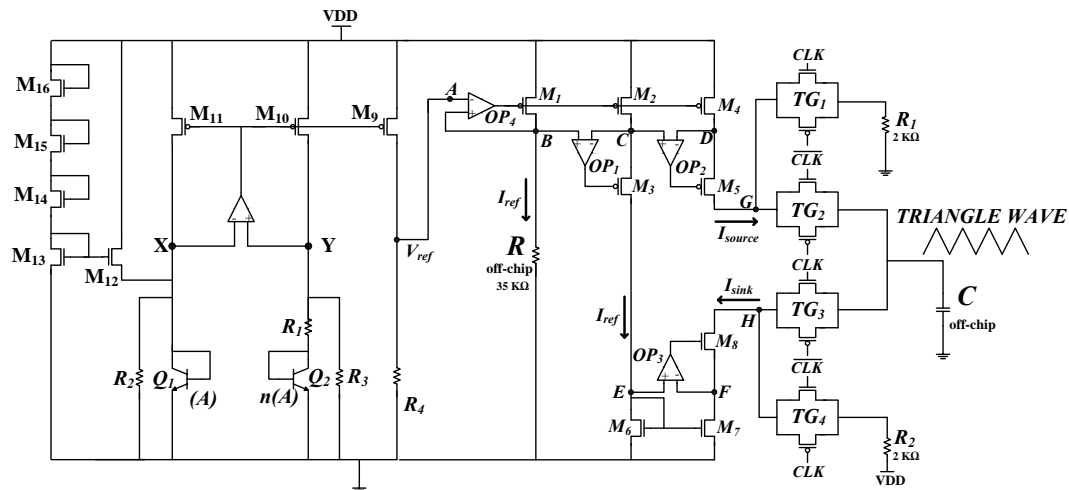 VDD
M16
M15
M14
M13
M12
M11
M10
M9
X
Y
Vref
R2
Q1
(A)
R1
Q2
n(A)
R3
R4
A
OP4
M1
M2
M4
B
C
D
OP1
OP2
M3
M5
Iref
R
off-chip
35 KΩ
Iref
G
Isource
Isink
H
M8
OP3
E
F
M6
M7
CLK
TG1
CLK
R1
2 KΩ
TG2
TRIANGLE WAVE
CLK
TG3
CLK
C
off-chip
TG4
CLK
R2
2 KΩ
VDD